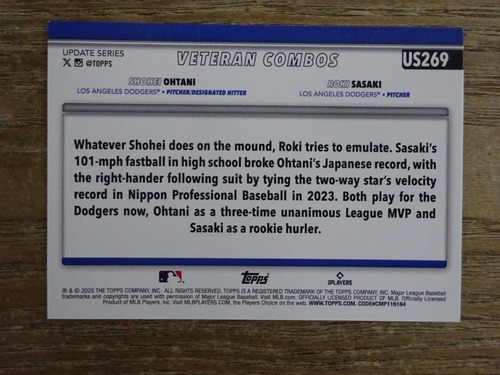 UPDATE SERIES
@TOPPS
VETERAN COMBOS
US269
SHOHEI OHTANI
LOS ANGELES DODGERS® • PITCHER/DESIGNATED HITTER
ROKI SASAKI
LOS ANGELES DODGERS® • PITCHER
Whatever Shohei does on the mound, Roki tries to emulate. Sasaki's
101-mph fastball in high school broke Ohtani's Japanese record, with
the right-hander following suit by tying the two-way star's velocity
record in Nippon Professional Baseball in 2023. Both play for the
Dodgers now, Ohtani as a three-time unanimous League MVP and
Sasaki as a rookie hurler.
Topps
PLAYERS
® & © 2025 THE TOPPS COMPANY, INC. ALL RIGHTS RESERVED. TOPPS IS A REGISTERED TRADEMARK OF THE TOPPS COMPANY, INC. Major League Baseball
trademarks and copyrights are used with permission of Major League Baseball. Visit MLB.com. OFFICIALLY LICENSED PRODUCT OF MLB Players, Inc. Officially Licensed
Product of MLB Players, Inc. Visit MLBPLAYERS.COM, the Players Choice on the web. WWW.TOPPS.COM. CODE#CMP116184